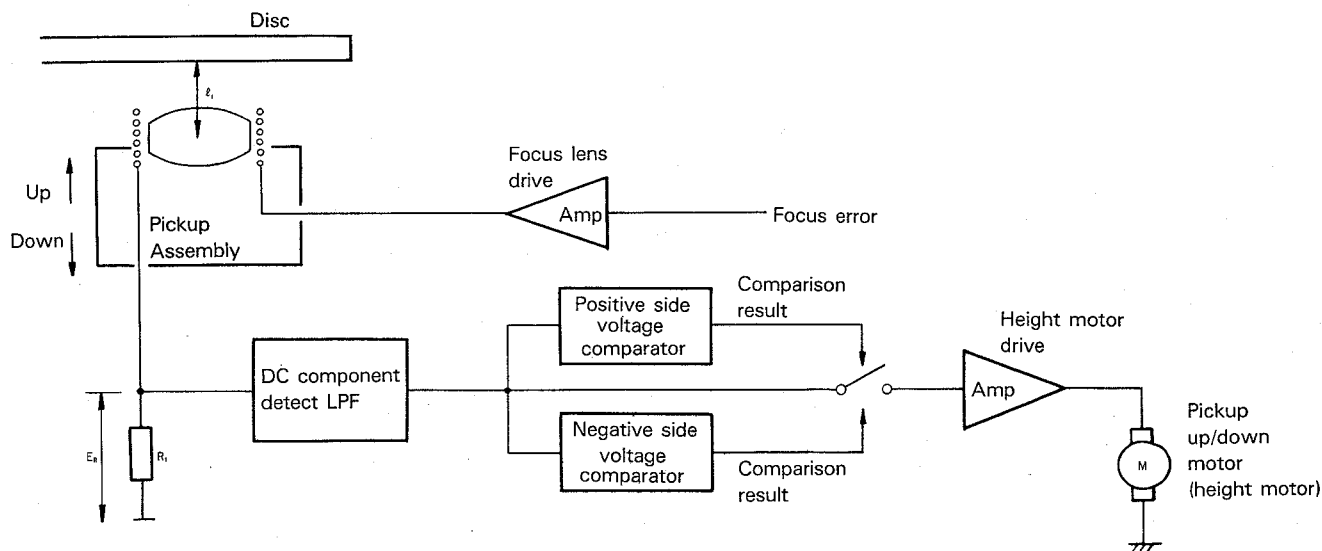 Disc
ℓ₁
Up
Down
Pickup
Assembly
Focus lens
drive
Amp
Focus error
Positive side
voltage
comparator
Comparison
result
Height motor
drive
DC component
detect LPF
Amp
Negative side
voltage
comparator
Comparison
result
E_R
R₁
M
Pickup
up/down
motor
(height motor)